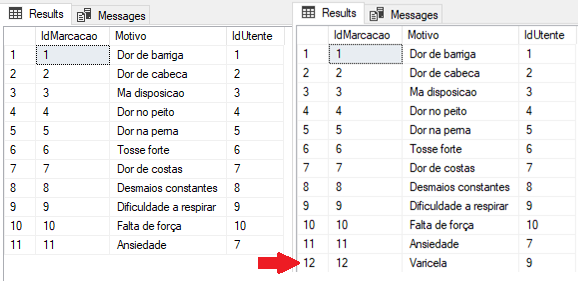 Results Messages
IdMarcacao Motivo IdUtente
1 1 Dor de barriga 1
2 2 Dor de cabeca 2
3 3 Ma disposicao 3
4 4 Dor no peito 4
5 5 Dor na perna 5
6 6 Tosse forte 6
7 7 Dor de costas 7
8 8 Desmaios constantes 8
9 9 Dificuldade a respirar 9
10 10 Falta de força 10
11 11 Ansiedade 7
Results Messages
IdMarcacao Motivo IdUtente
1 1 Dor de barriga 1
2 2 Dor de cabeca 2
3 3 Ma disposicao 3
4 4 Dor no peito 4
5 5 Dor na perna 5
6 6 Tosse forte 6
7 7 Dor de costas 7
8 8 Desmaios constantes 8
9 9 Dificuldade a respirar 9
10 10 Falta de força 10
11 11 Ansiedade 7
12 12 Varicela 9